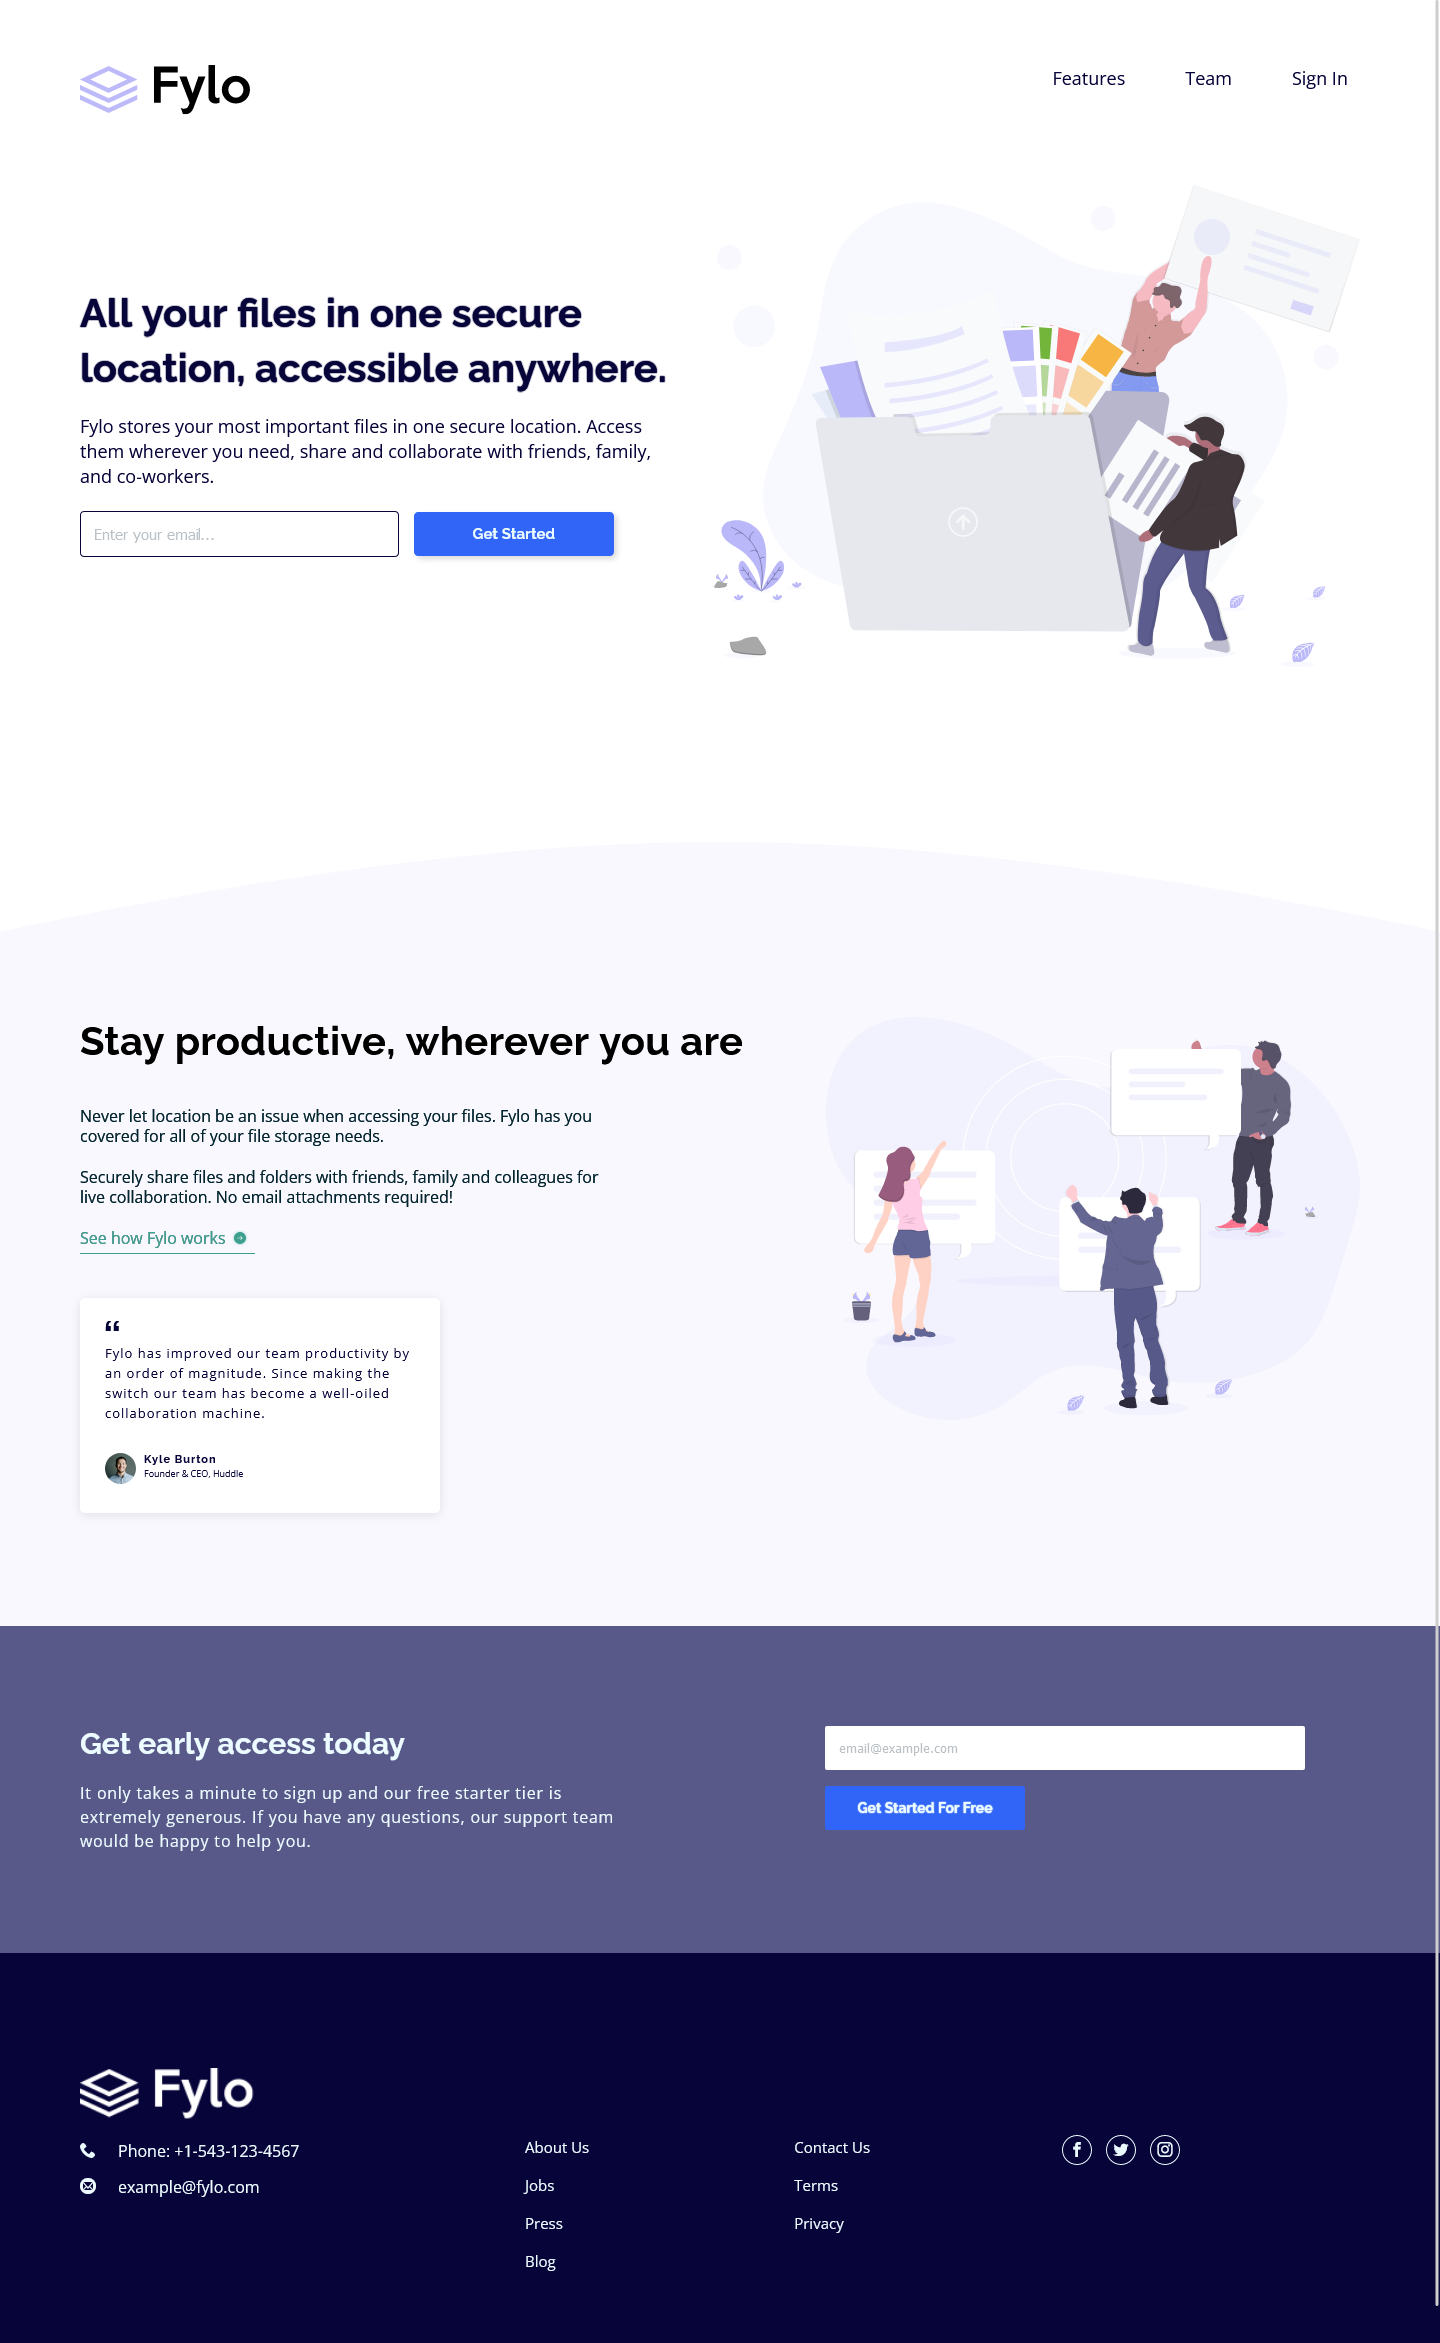 Fylo
Features
Team
Sign In
All your files in one secure
location, accessible anywhere.
Fylo stores your most important files in one secure location. Access
them wherever you need, share and collaborate with friends, family,
and co-workers.
Enter your email...
Get Started
Stay productive, wherever you are
Never let location be an issue when accessing your files. Fylo has you
covered for all of your file storage needs.
Securely share files and folders with friends, family and colleagues for
live collaboration. No email attachments required!
See how Fylo works
“
Fylo has improved our team productivity by
an order of magnitude. Since making the
switch our team has become a well-oiled
collaboration machine.
Kyle Burton
Founder & CEO, Huddle
Get early access today
It only takes a minute to sign up and our free starter tier is
extremely generous. If you have any questions, our support team
would be happy to help you.
email@example.com
Get Started For Free
Fylo
Phone: +1-543-123-4567
example@fylo.com
About Us
Jobs
Press
Blog
Contact Us
Terms
Privacy